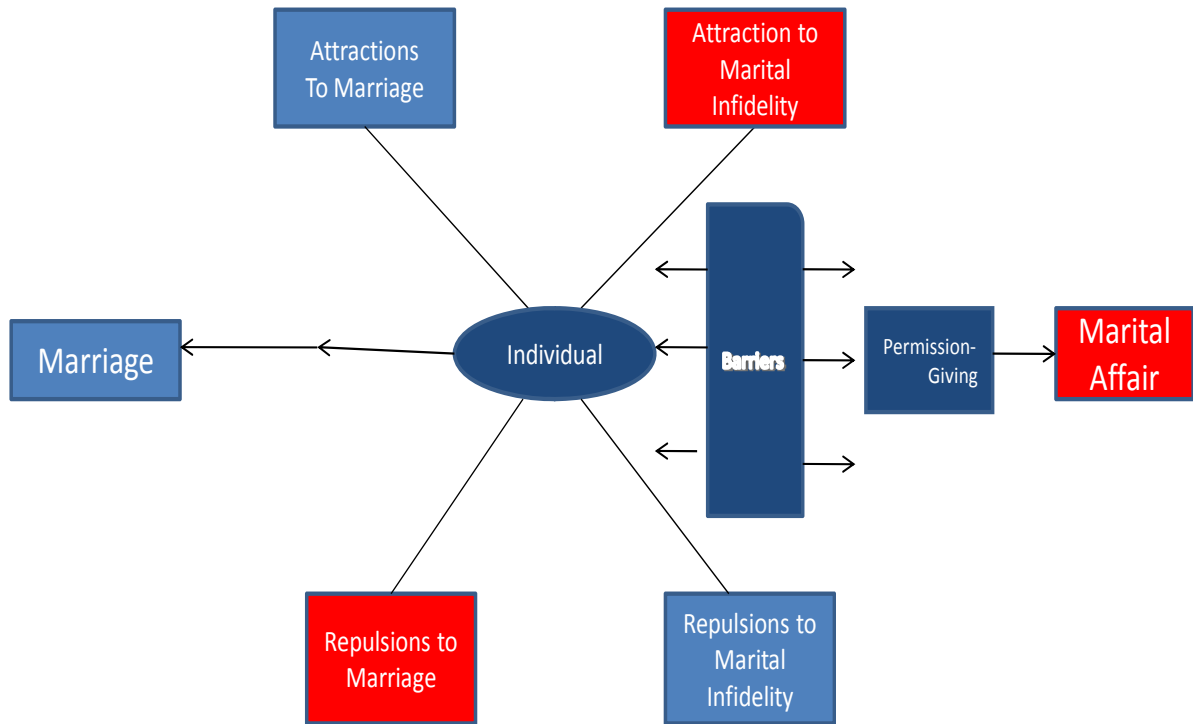 Attractions
To Marriage
Attraction to
Marital
Infidelity
Marriage
Individual
Barriers
Permission-
Giving
Marital
Affair
Repulsions to
Marriage
Repulsions to
Marital
Infidelity